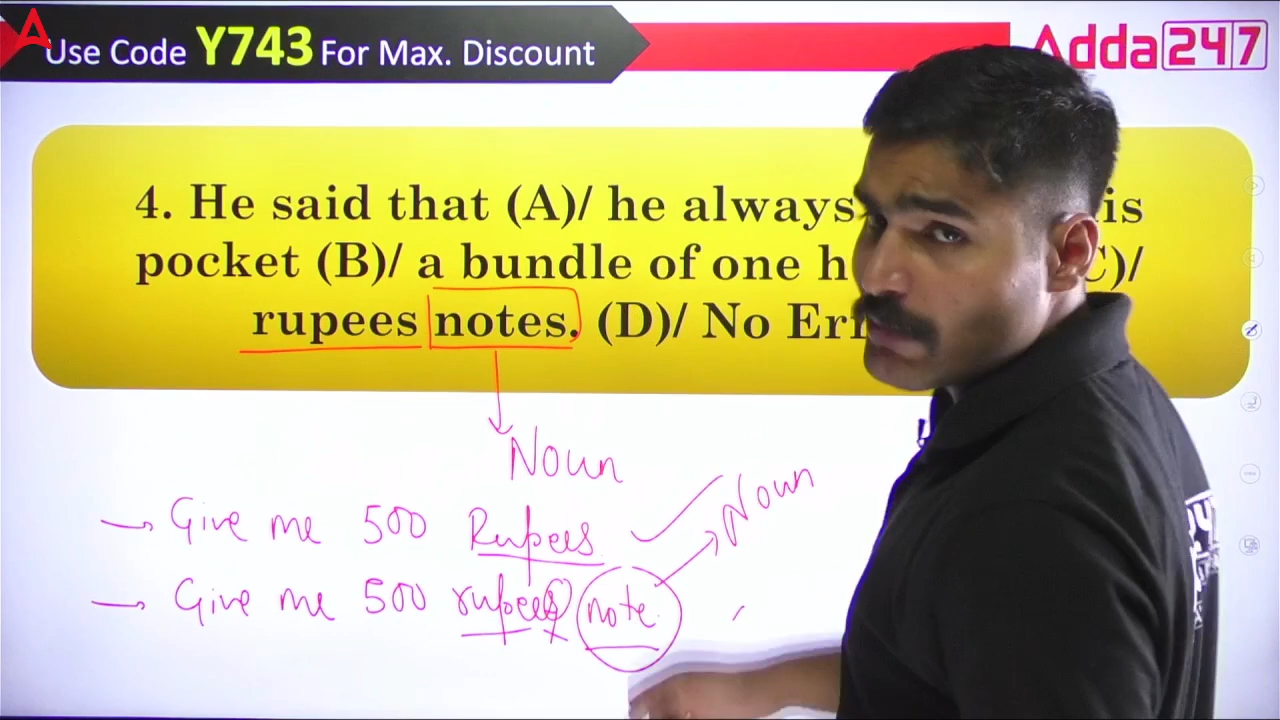 A
Use Code Y743 For Max. Discount
Adda247
4. He said that (A)/ he always is
pocket (B)/ a bundle of one h C)/
rupees notes. (D)/ No Err
Noun
Noun
→ Give me 500 Rupees
→ Give me 500 rupees note